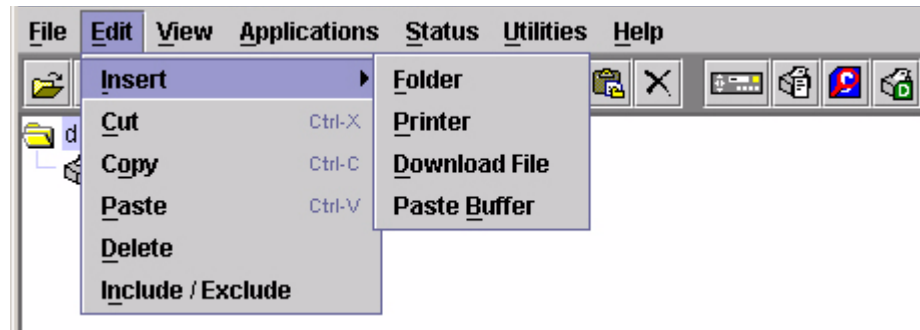 File Edit View Applications Status Utilities Help
Insert Folder
Cut Ctrl-X Printer
Copy Ctrl-C Download File
Paste Ctrl-V Paste Buffer
Delete
Include / Exclude
d